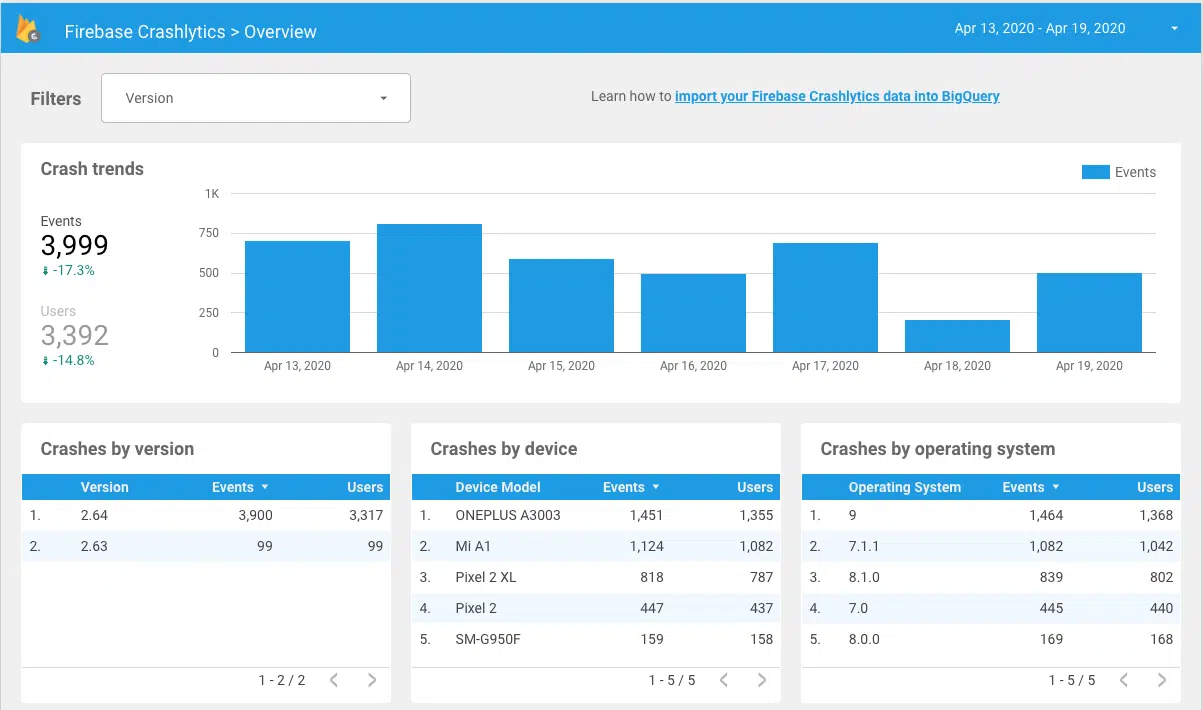 Firebase Crashlytics > Overview
Apr 13, 2020 - Apr 19, 2020
Filters
Version
Learn how to import your Firebase Crashlytics data into BigQuery
Crash trends
Events
Events
3,999
-17.3%
Users
3,392
-14.8%
1K
750
500
250
0
Apr 13, 2020 Apr 14, 2020 Apr 15, 2020 Apr 16, 2020 Apr 17, 2020 Apr 18, 2020 Apr 19, 2020
Crashes by version
Version Events Users
1. 2.64 3,900 3,317
2. 2.63 99 99
1 - 2 / 2
Crashes by device
Device Model Events Users
1. ONEPLUS A3003 1,451 1,355
2. Mi A1 1,124 1,082
3. Pixel 2 XL 818 787
4. Pixel 2 447 437
5. SM-G950F 159 158
1 - 5 / 5
Crashes by operating system
Operating System Events Users
1. 9 1,464 1,368
2. 7.1.1 1,082 1,042
3. 8.1.0 839 802
4. 7.0 445 440
5. 8.0.0 169 168
1 - 5 / 5